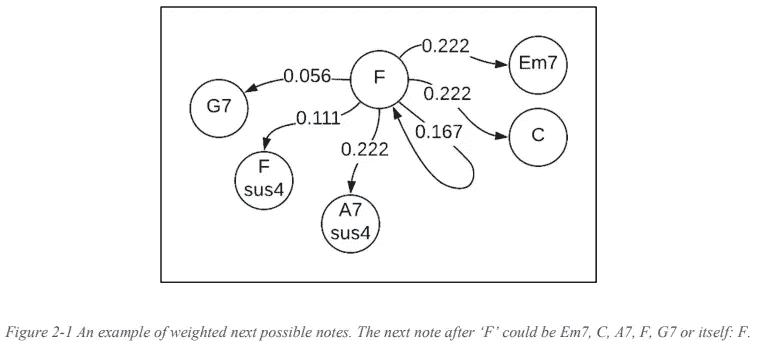 0.222
Em7
F
0.056
0.222
G7
0.111
0.167
C
0.222
F
sus4
A7
sus4
Figure 2-1 An example of weighted next possible notes. The next note after ‘F’ could be Em7, C, A7, F, G7 or itself: F.